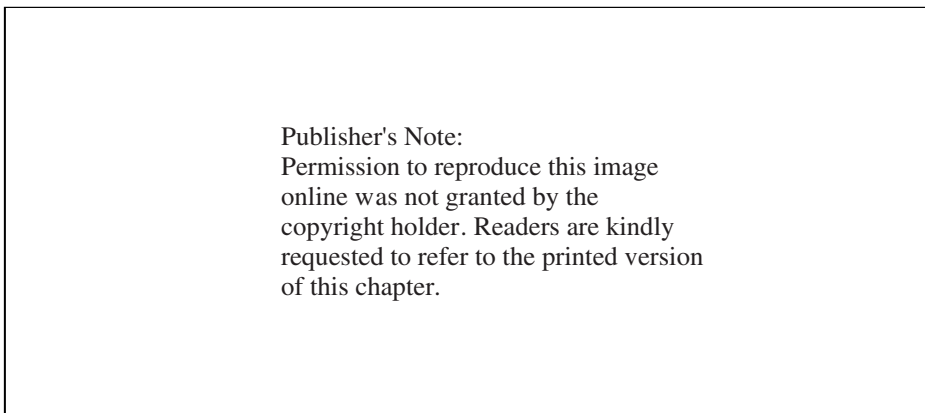 Publisher's Note:
Permission to reproduce this image
online was not granted by the
copyright holder. Readers are kindly
requested to refer to the printed version
of this chapter.